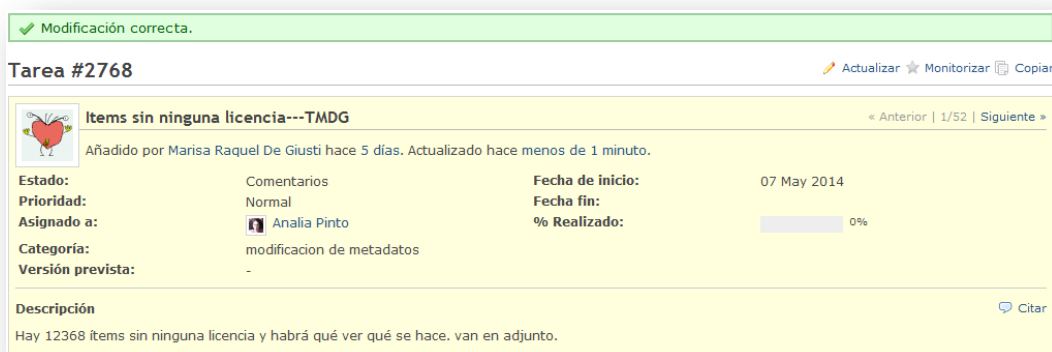 Modificación correcta.
Tarea #2768
Actualizar Monitorizar Copiar
Items sin ninguna licencia---TMDG
« Anterior | 1/52 | Siguiente »
Añadido por Marisa Raquel De Giusti hace 5 días. Actualizado hace menos de 1 minuto.
Estado: Comentarios Fecha de inicio: 07 May 2014
Prioridad: Normal Fecha fin:
Asignado a: Analia Pinto % Realizado: 0%
Categoría: modificacion de metadatos
Versión prevista: -
Descripción Citar
Hay 12368 ítems sin ninguna licencia y habrá qué ver qué se hace. van en adjunto.